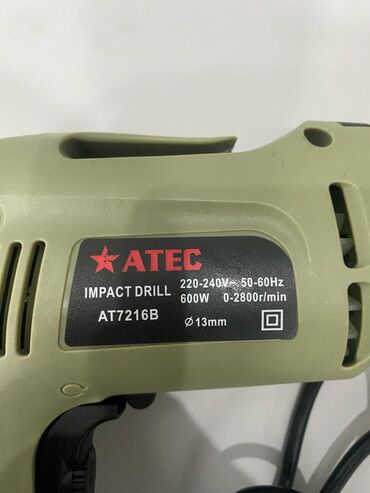 ATEC
IMPACT DRILL 220-240V~ 50-60Hz
600W 0-2800r/min
AT7216B
Ø13mm